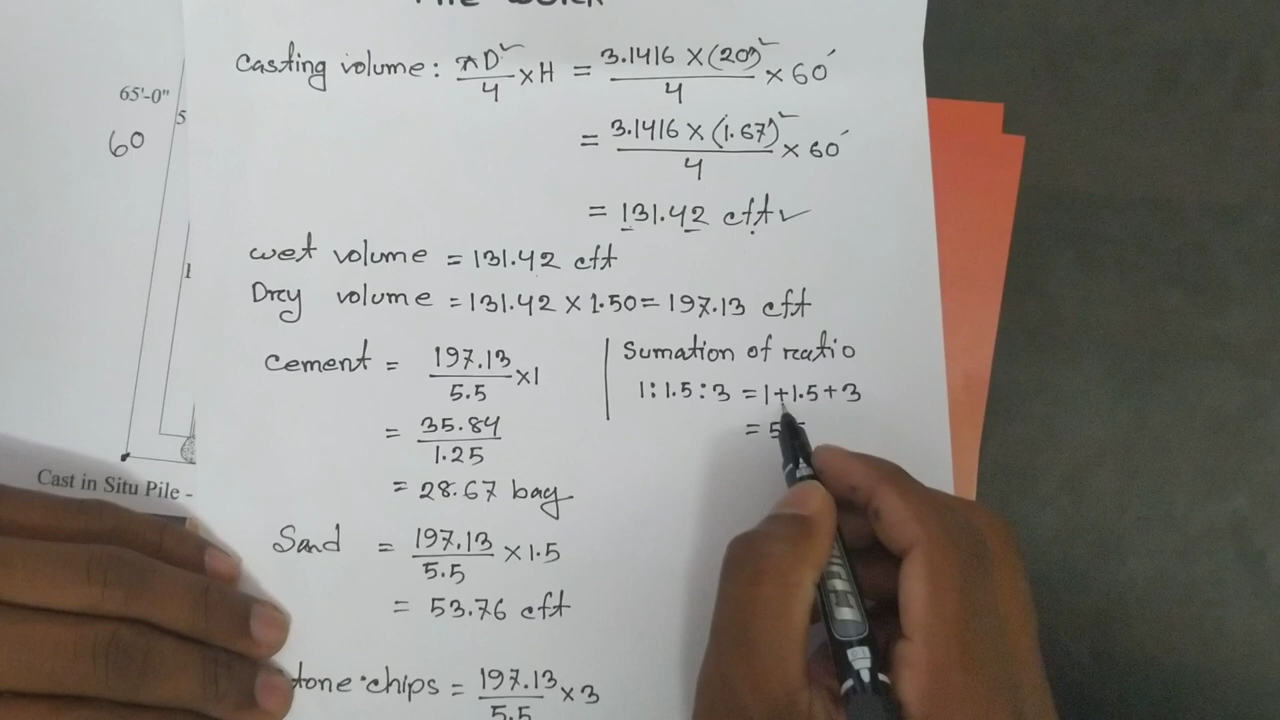 Casting volume: πD²/4 × H = 3.1416 × (20")²/4 × 60'
= 3.1416 × (1.67')²/4 × 60'
= 131.42 cft ✓
65'-0"
60
5
1
wet volume = 131.42 cft
Dry volume = 131.42 × 1.50 = 197.13 cft
Cement = 197.13/5.5 × 1
= 35.84/1.25
= 28.67 bag
Sumation of ratio
1:1.5:3 = 1+1.5+3
Cast in Situ Pile -
Sand = 197.13/5.5 × 1.5
= 53.76 cft
tone chips = 197.13/5.5 × 3